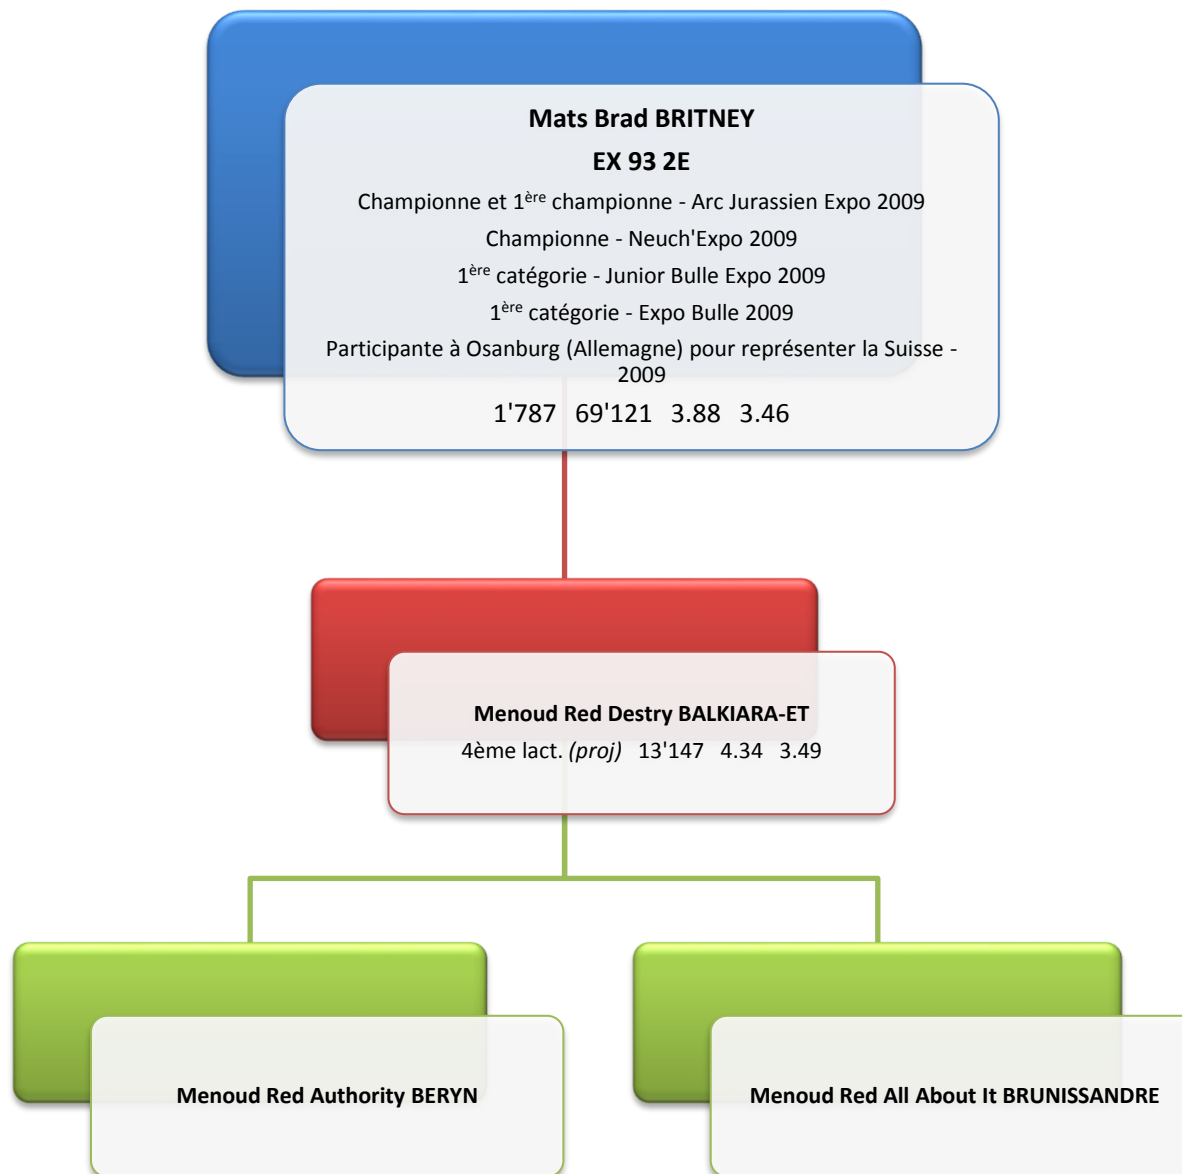 Mats Brad BRITNEY
EX 93 2E
Championne et 1ère championne - Arc Jurassien Expo 2009
Championne - Neuch'Expo 2009
1ère catégorie - Junior Bulle Expo 2009
1ère catégorie - Expo Bulle 2009
Participante à Osanburg (Allemagne) pour représenter la Suisse -
2009
1'787 69'121 3.88 3.46
Menoud Red Destry BALKIARA-ET
4ème lact. (proj) 13'147 4.34 3.49
Menoud Red Authority BERYN
Menoud Red All About It BRUNISSANDRE